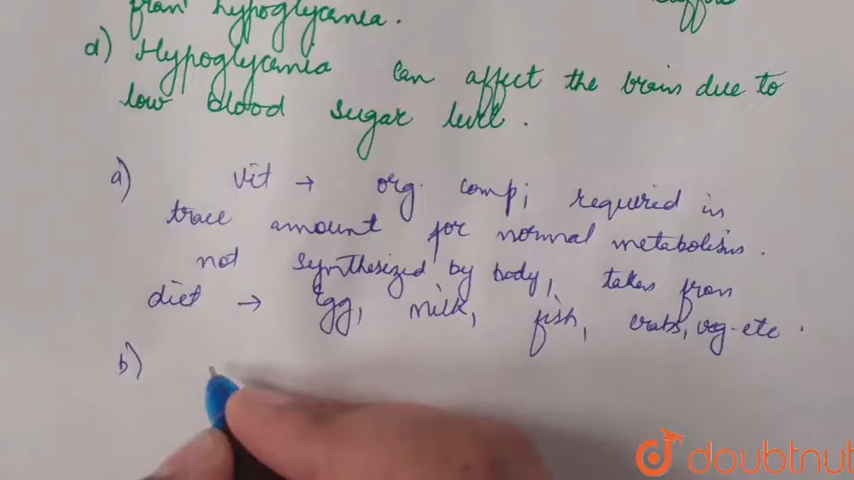 from hypoglycemia.
d) Hypoglycemia can affect the brain due to
low blood sugar level.
a) vit → org. comp; required in
trace amount for normal metabolism.
not synthesized by body, taken from
diet → Egg, milk, fish, crabs, veg. etc.
b)
doubtnut